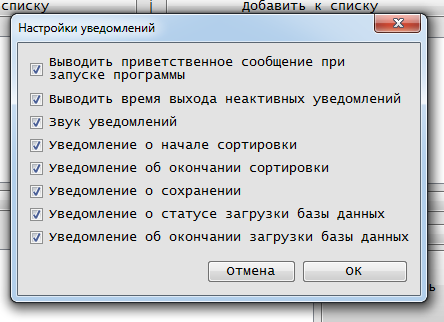 списку
Добавить к списку
Настройки уведомлений
Выводить приветственное сообщение при
запуске программы
Выводить время выхода неактивных уведомлений
Звук уведомлений
Уведомление о начале сортировки
Уведомление об окончании сортировки
Уведомление о сохранении
Уведомление о статусе загрузки базы данных
Уведомление об окончании загрузки базы данных
Отмена
ОК